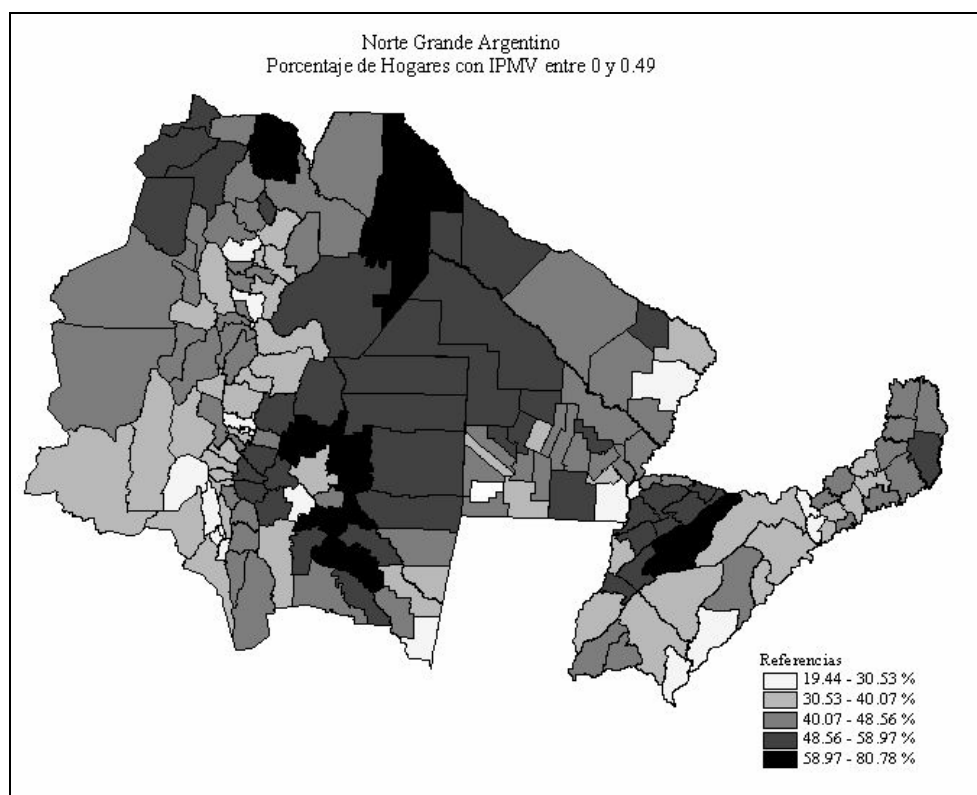 Norte Grande Argentino
Porcentaje de Hogares con IPMV entre 0 y 0.49
Referencias
19.44 - 30.53 %
30.53 - 40.07 %
40.07 - 48.56 %
48.56 - 58.97 %
58.97 - 80.78 %